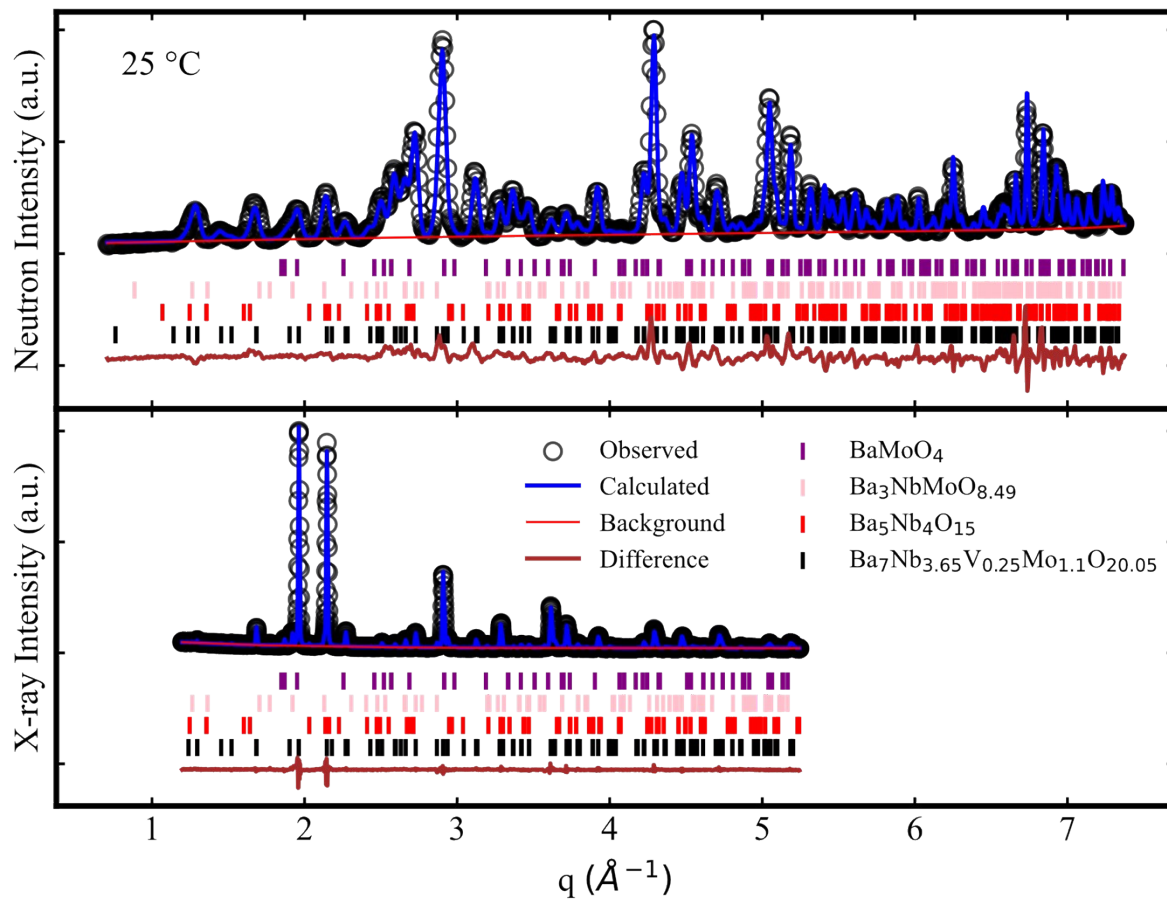 25 °C
Neutron Intensity (a.u.)
X-ray Intensity (a.u.)
Observed
Calculated
Background
Difference
BaMoO₄
Ba₃NbMoO₈.₄₉
Ba₅Nb₄O₁₅
Ba₇Nb₃.₆₅V₀.₂₅Mo₁.₁O₂₀.₀₅
1 2 3 4 5 6 7
q (Å⁻¹)